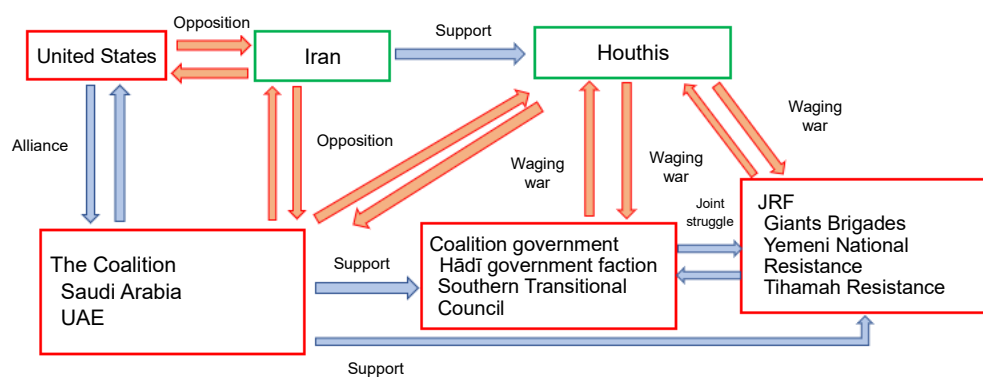 Opposition
United States
Iran
Support
Houthis
Alliance
Opposition
Waging
war
Waging
war
Waging
war
Joint
struggle
The Coalition
Saudi Arabia
UAE
Support
Coalition government
Hādī government faction
Southern Transitional
Council
JRF
Giants Brigades
Yemeni National
Resistance
Tihamah Resistance
Support